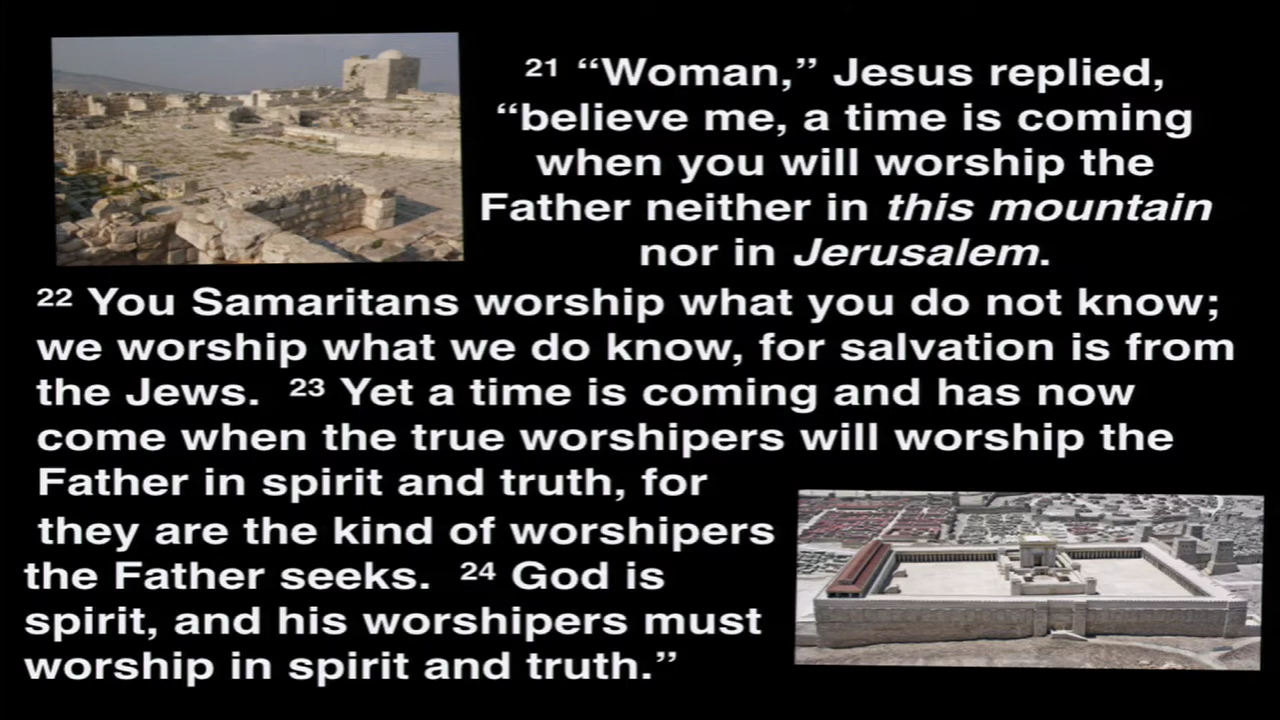 21 “Woman,” Jesus replied,
“believe me, a time is coming
when you will worship the
Father neither in this mountain
nor in Jerusalem.
22 You Samaritans worship what you do not know;
we worship what we do know, for salvation is from
the Jews. 23 Yet a time is coming and has now
come when the true worshipers will worship the
Father in spirit and truth, for
they are the kind of worshipers
the Father seeks. 24 God is
spirit, and his worshipers must
worship in spirit and truth.”